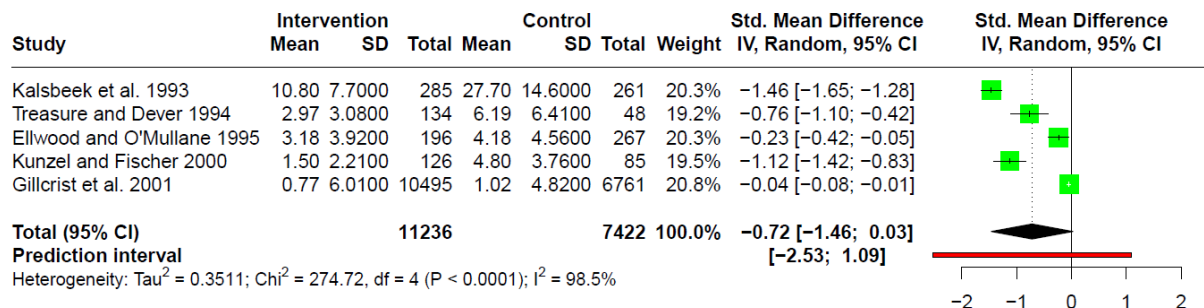 Intervention Control Std. Mean Difference Std. Mean Difference
Study Mean SD Total Mean SD Total Weight IV, Random, 95% CI IV, Random, 95% CI
Kalsbeek et al. 1993 10.80 7.7000 285 27.70 14.6000 261 20.3% −1.46 [−1.65; −1.28]
Treasure and Dever 1994 2.97 3.0800 134 6.19 6.4100 48 19.2% −0.76 [−1.10; −0.42]
Ellwood and O'Mullane 1995 3.18 3.9200 196 4.18 4.5600 267 20.3% −0.23 [−0.42; −0.05]
Kunzel and Fischer 2000 1.50 2.2100 126 4.80 3.7600 85 19.5% −1.12 [−1.42; −0.83]
Gillcrist et al. 2001 0.77 6.0100 10495 1.02 4.8200 6761 20.8% −0.04 [−0.08; −0.01]
Total (95% CI) 11236 7422 100.0% −0.72 [−1.46; 0.03]
Prediction interval [−2.53; 1.09]
Heterogeneity: Tau² = 0.3511; Chi² = 274.72, df = 4 (P < 0.0001); I² = 98.5%
−2 −1 0 1 2